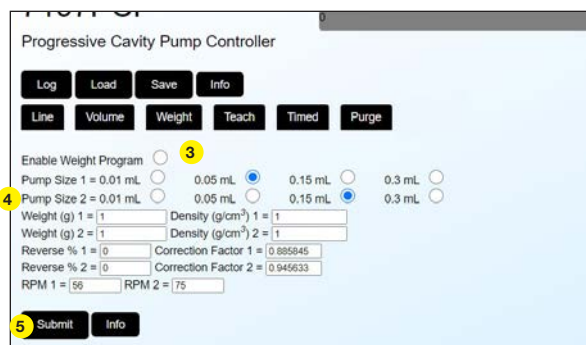 0
Progressive Cavity Pump Controller
Log Load Save Info
Line Volume Weight Teach Timed Purge
Enable Weight Program 3
Pump Size 1 = 0.01 mL 0.05 mL 0.15 mL 0.3 mL
4 Pump Size 2 = 0.01 mL 0.05 mL 0.15 mL 0.3 mL
Weight (g) 1 = 1 Density (g/cm³) 1 = 1
Weight (g) 2 = 1 Density (g/cm³) 2 = 1
Reverse % 1 = 0 Correction Factor 1 = 0.885845
Reverse % 2 = 0 Correction Factor 2 = 0.945633
RPM 1 = 56 RPM 2 = 75
5 Submit Info